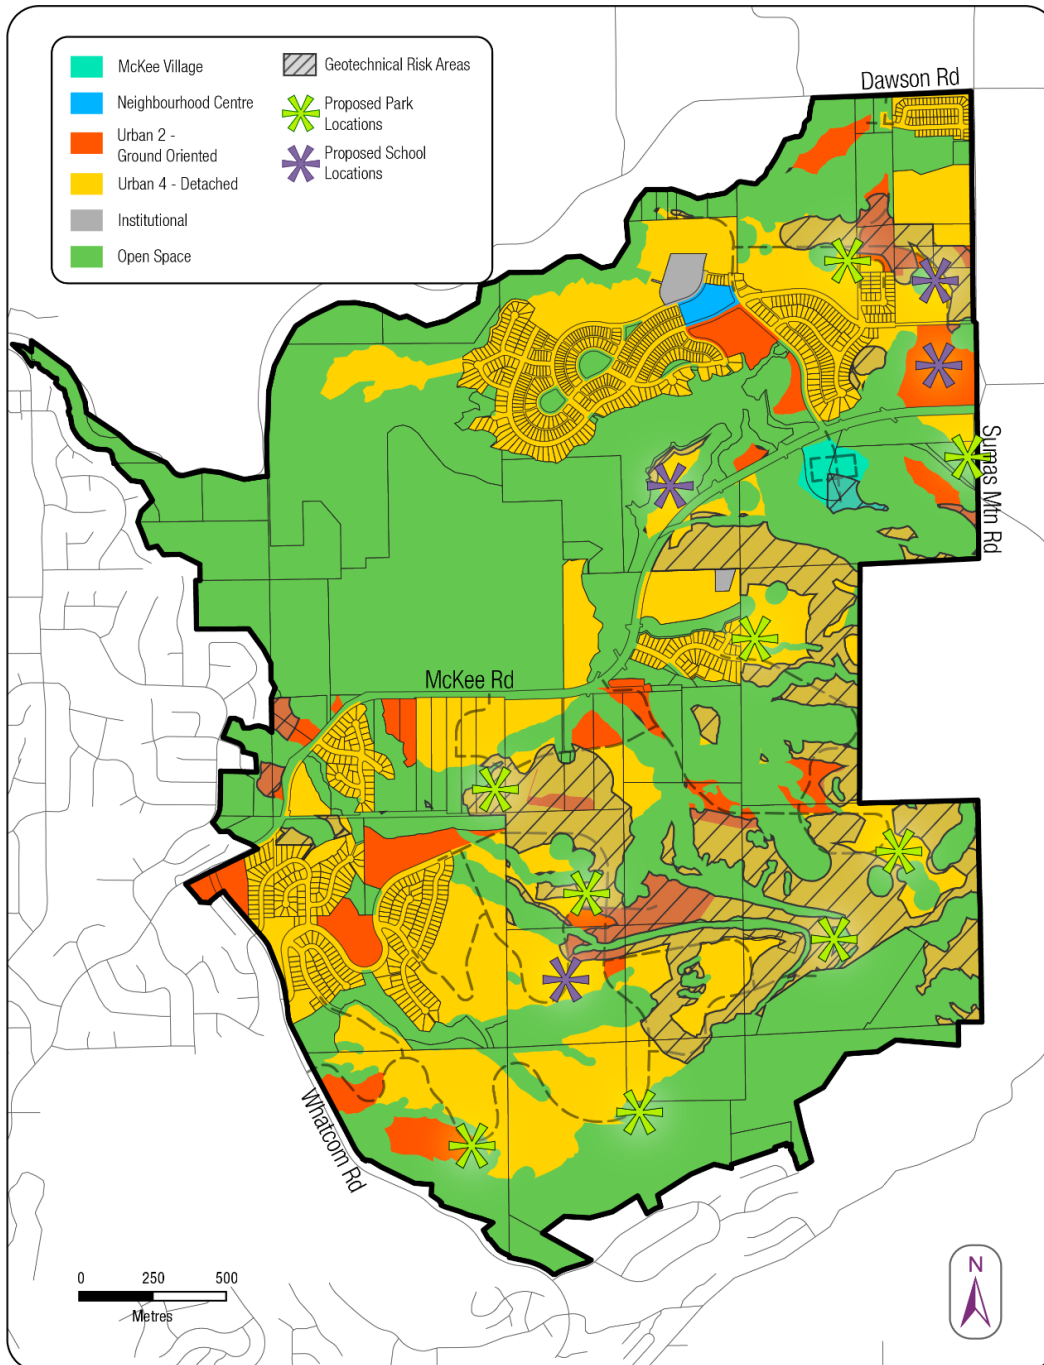 McKee Village
Neighbourhood Centre
Urban 2 -
Ground Oriented
Urban 4 - Detached
Institutional
Open Space
Geotechnical Risk Areas
Proposed Park
Locations
Proposed School
Locations
Dawson Rd
Sumas Mtn Rd
McKee Rd
Whatcom Rd
0 250 500
Metres
N